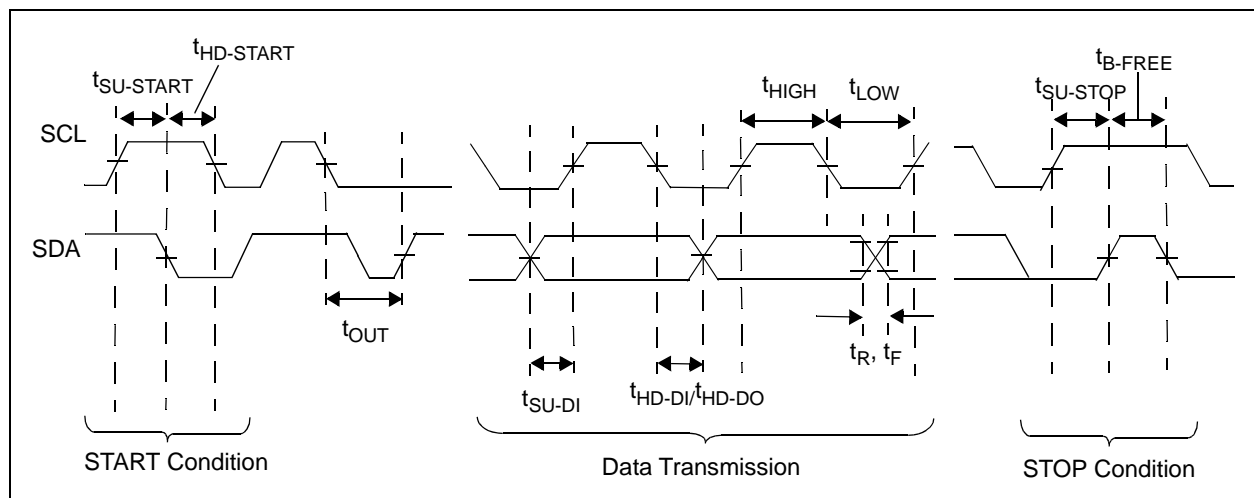 tHD-START
tSU-START
tHIGH
tLOW
tB-FREE
tSU-STOP
SCL
SDA
tOUT
tR, tF
tSU-DI
tHD-DI/tHD-DO
START Condition
Data Transmission
STOP Condition